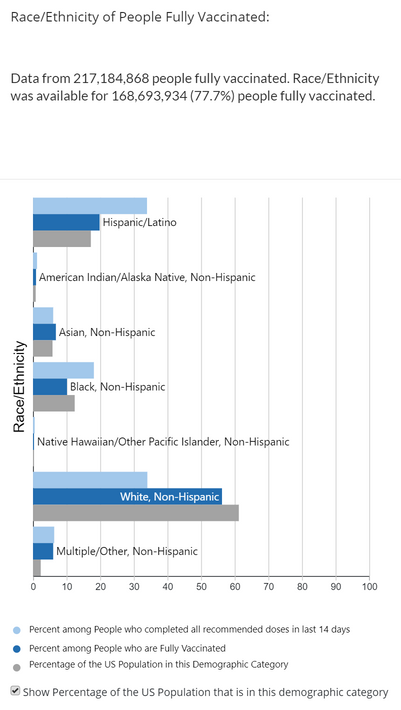 Race/Ethnicity of People Fully Vaccinated:
Data from 217,184,868 people fully vaccinated. Race/Ethnicity
was available for 168,693,934 (77.7%) people fully vaccinated.
Race/Ethnicity
Hispanic/Latino
American Indian/Alaska Native, Non-Hispanic
Asian, Non-Hispanic
Black, Non-Hispanic
Native Hawaiian/Other Pacific Islander, Non-Hispanic
White, Non-Hispanic
Multiple/Other, Non-Hispanic
0 10 20 30 40 50 60 70 80 90 100
Percent among People who completed all recommended doses in last 14 days
Percent among People who are Fully Vaccinated
Percentage of the US Population in this Demographic Category
Show Percentage of the US Population that is in this demographic category